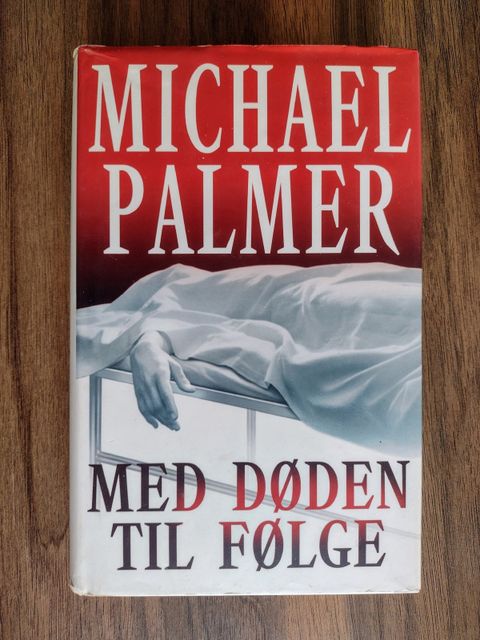 MICHAEL
PALMER
MED DØDEN
TIL FØLGE